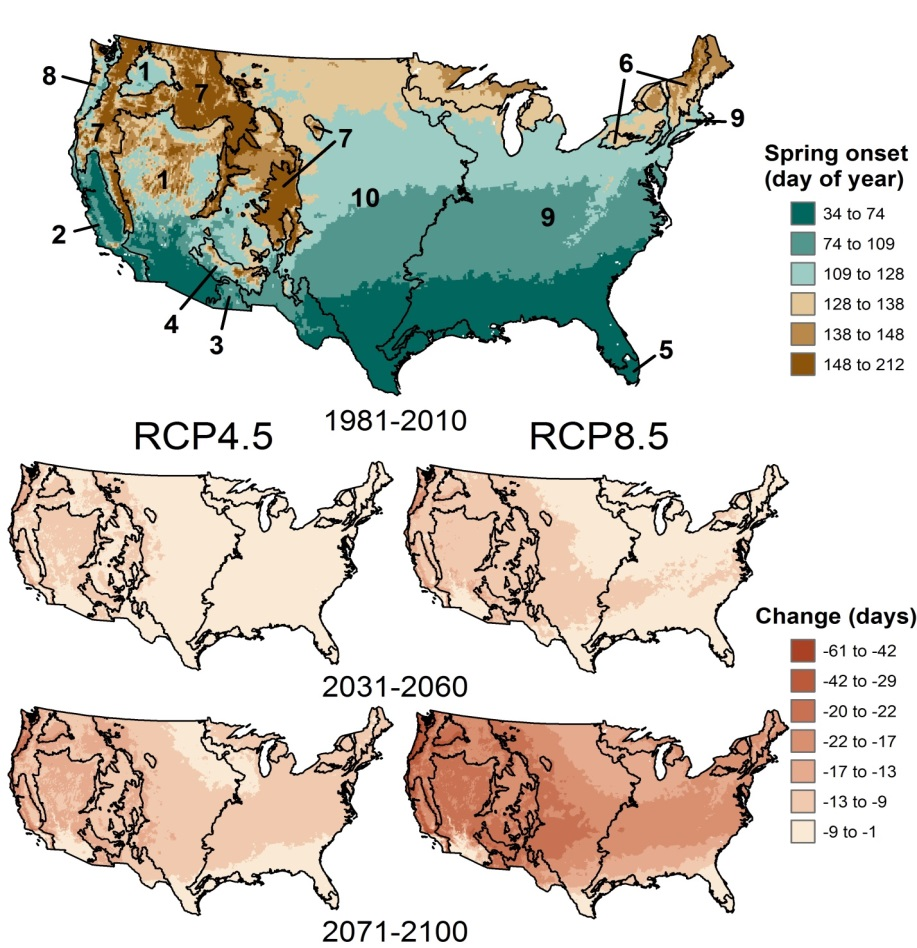 8
1
7
6
9
7
7
1
10
9
2
4
3
5
Spring onset
(day of year)
34 to 74
74 to 109
109 to 128
128 to 138
138 to 148
148 to 212
1981-2010
RCP4.5
RCP8.5
2031-2060
Change (days)
-61 to -42
-42 to -29
-20 to -22
-22 to -17
-17 to -13
-13 to -9
-9 to -1
2071-2100